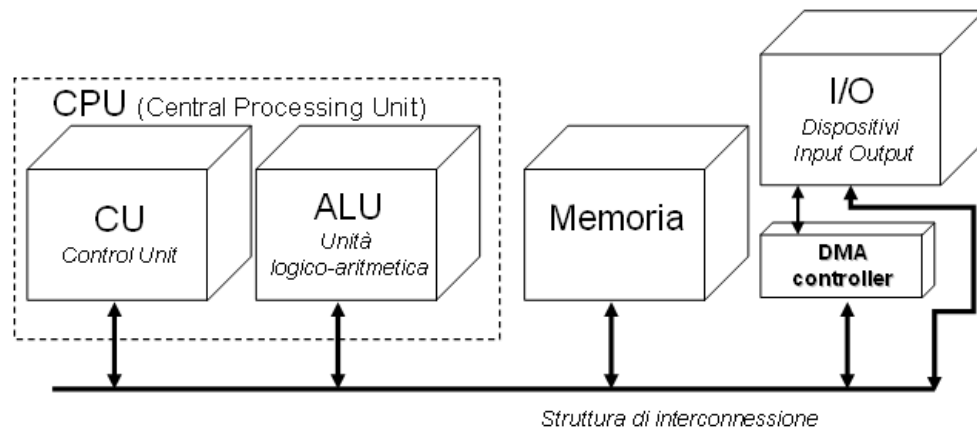 CPU (Central Processing Unit)
CU
Control Unit
ALU
Unità
logico-aritmetica
Memoria
I/O
Dispositivi
Input Output
DMA
controller
Struttura di interconnessione